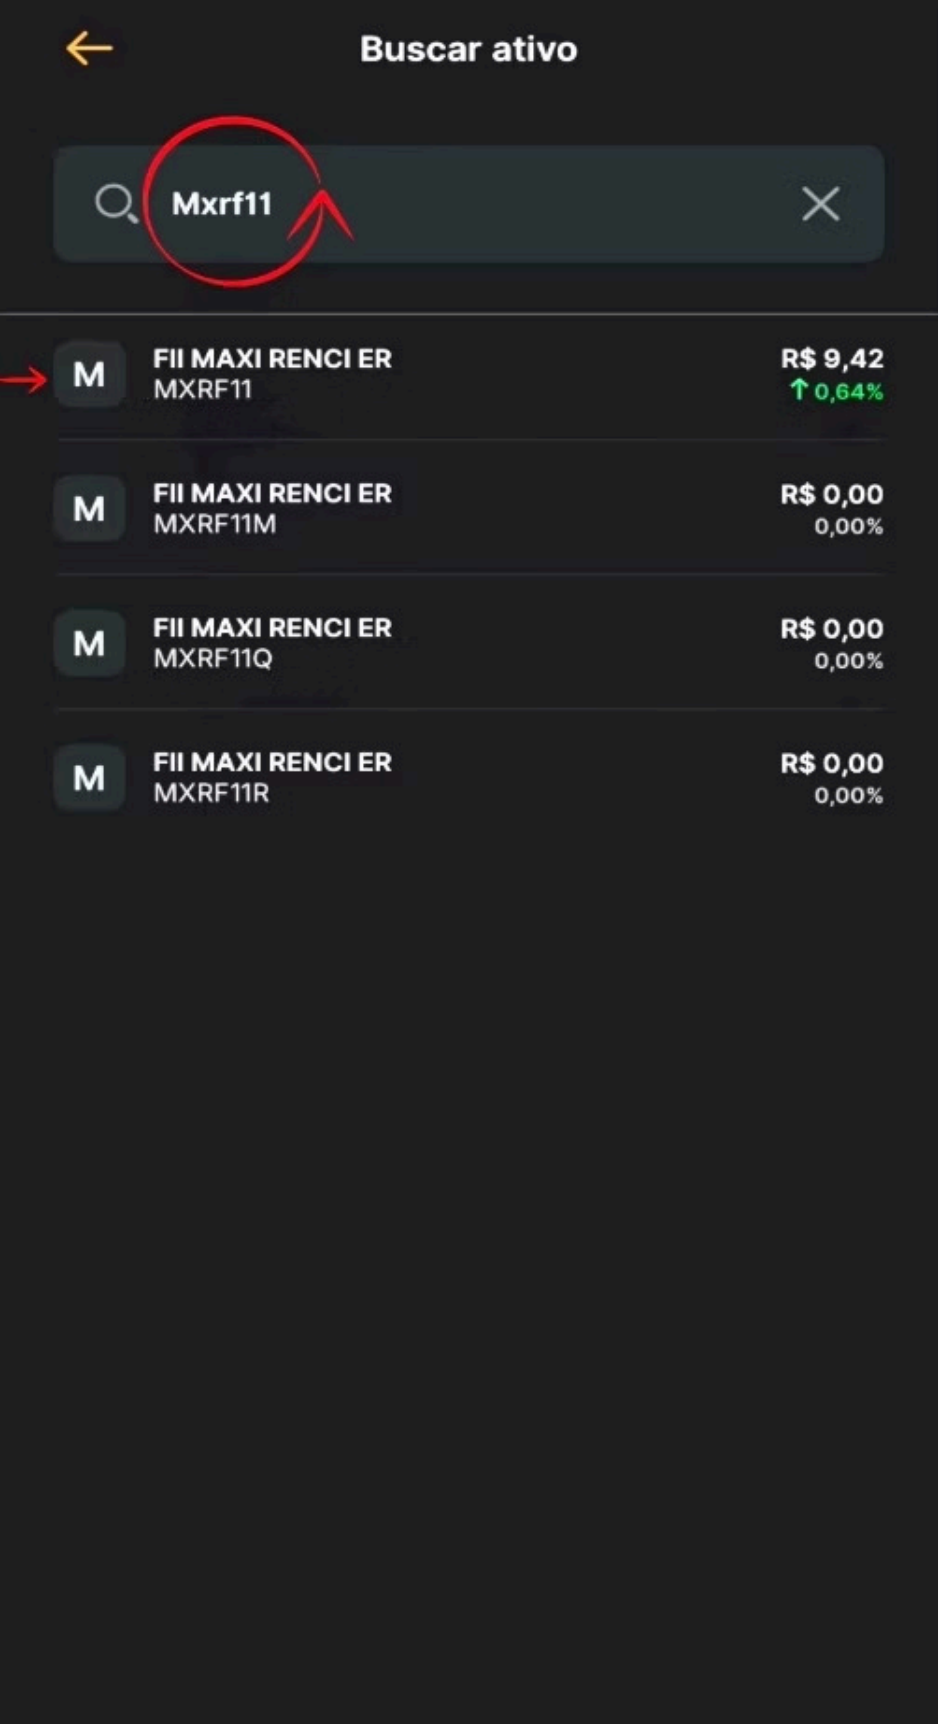 Buscar ativo
Mxrf11
M
FII MAXI RENCI ER
MXRF11
R$ 9,42
↑ 0,64%
M
FII MAXI RENCI ER
MXRF11M
R$ 0,00
0,00%
M
FII MAXI RENCI ER
MXRF11Q
R$ 0,00
0,00%
M
FII MAXI RENCI ER
MXRF11R
R$ 0,00
0,00%